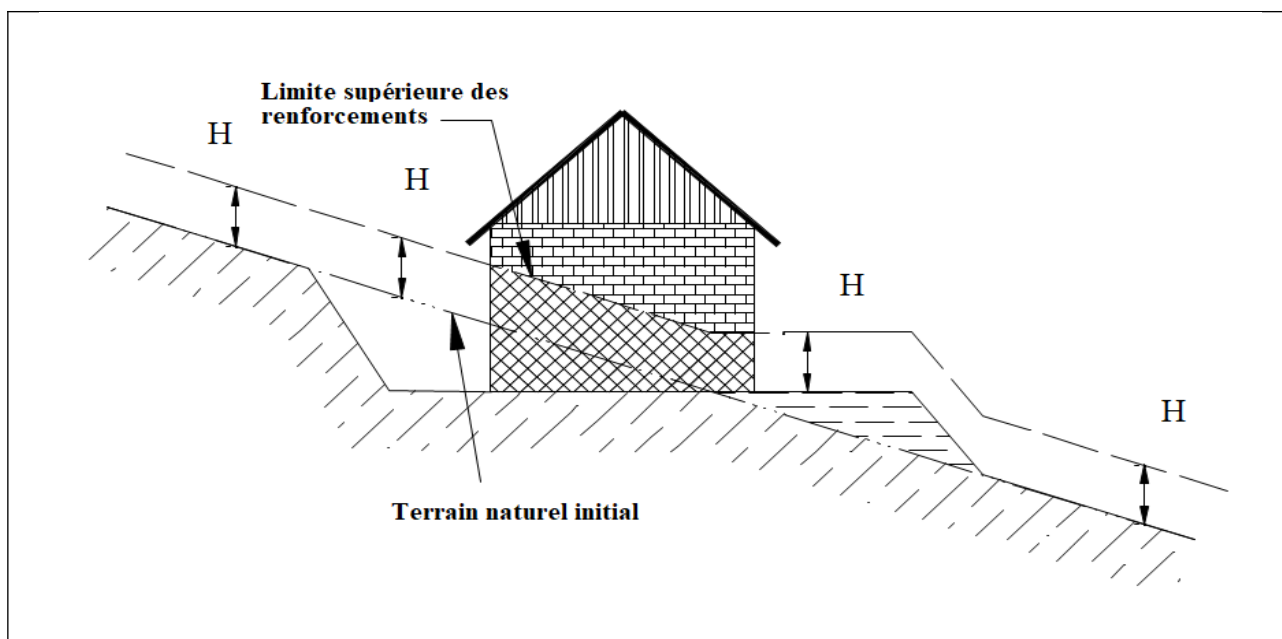 Limite supérieure des
renforcements
H
H
H
H
Terrain naturel initial